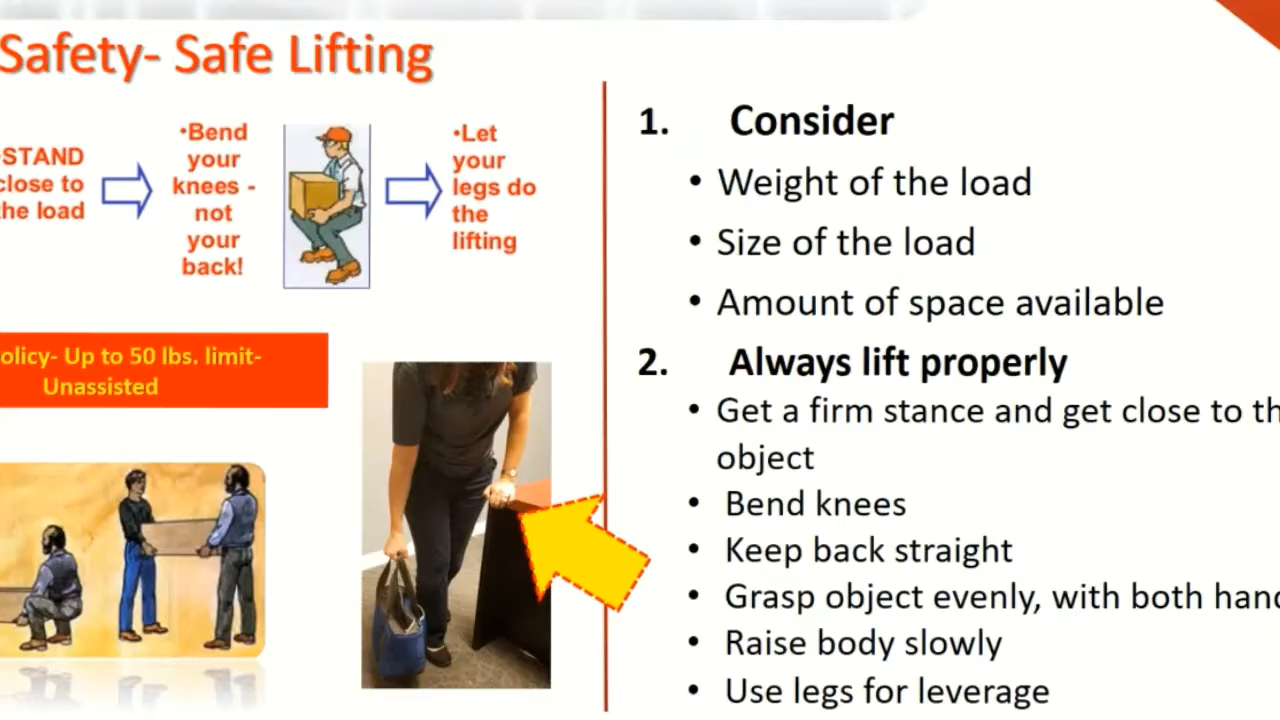 Safety- Safe Lifting
STAND
close to
the load
•Bend
your
knees -
not
your
back!
•Let
your
legs do
the
lifting
olicy- Up to 50 lbs. limit-
Unassisted
1. Consider
• Weight of the load
• Size of the load
• Amount of space available
2. Always lift properly
• Get a firm stance and get close to th
object
• Bend knees
• Keep back straight
• Grasp object evenly, with both hand
• Raise body slowly
• Use legs for leverage